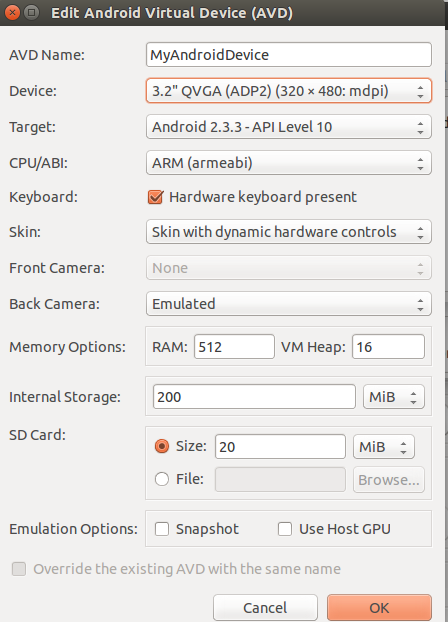 Edit Android Virtual Device (AVD)
AVD Name: MyAndroidDevice
Device: 3.2" QVGA (ADP2) (320 × 480: mdpi)
Target: Android 2.3.3 - API Level 10
CPU/ABI: ARM (armeabi)
Keyboard: Hardware keyboard present
Skin: Skin with dynamic hardware controls
Front Camera: None
Back Camera: Emulated
Memory Options: RAM: 512 VM Heap: 16
Internal Storage: 200 MiB
SD Card:
Size: 20 MiB
File: Browse...
Emulation Options: Snapshot Use Host GPU
Override the existing AVD with the same name
Cancel OK